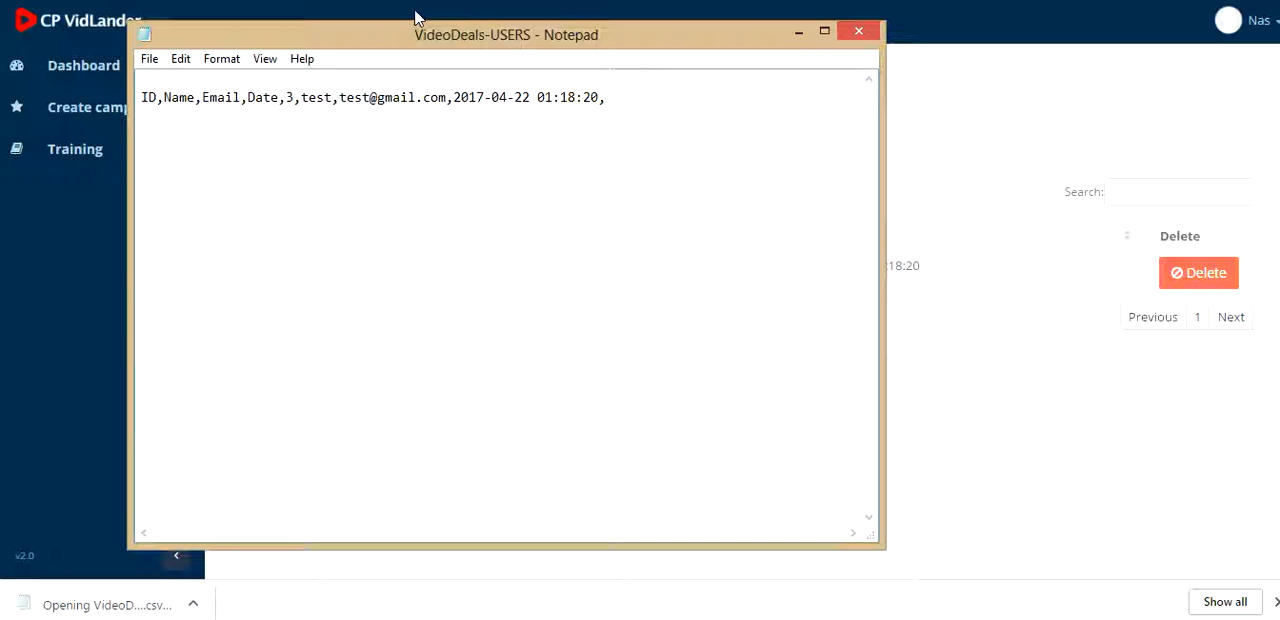 CP VidLander
Nas
VideoDeals-USERS - Notepad
File Edit Format View Help
ID,Name,Email,Date,3,test,test@gmail.com,2017-04-22 01:18:20,
Dashboard
Create camp
Training
Search:
Delete
:18:20
Delete
Previous 1 Next
v2.0
Opening VideoD....csv...
Show all